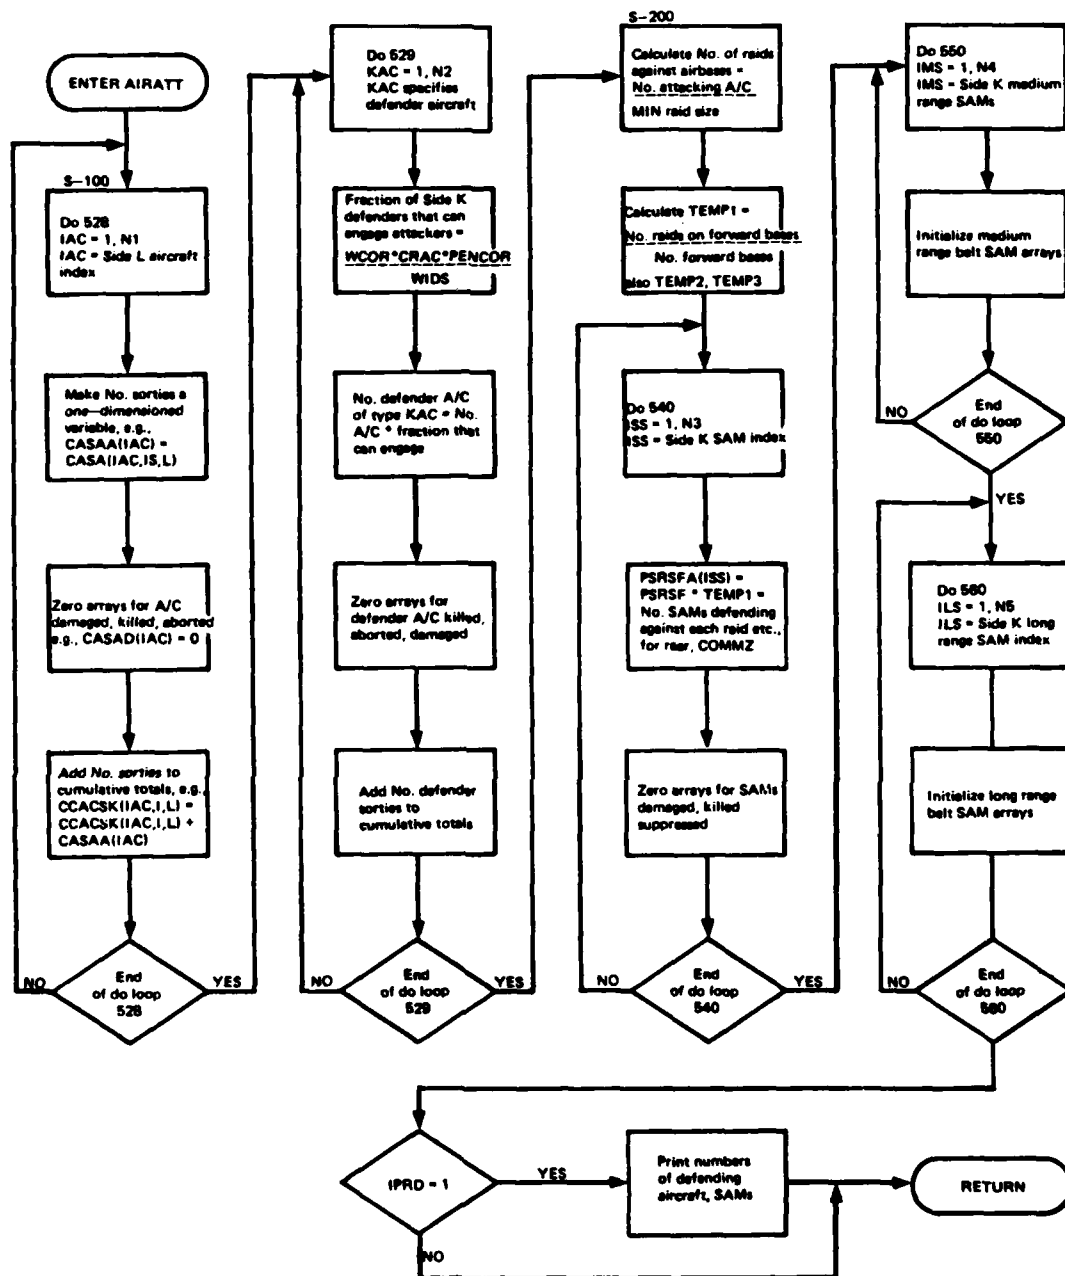 ENTER AIRATT
S-100
Do 528
IAC = 1, N1
IAC = Side L aircraft
index
Make No. sorties a
one-dimensioned
variable, e.g.,
CASAA(IAC) =
CASA(IAC,IS,L)
Zero arrays for A/C
damaged, killed, aborted
e.g., CASAD(IAC) = 0
Add No. sorties to
cumulative totals, e.g.,
CCACSK(IAC,I,L) =
CCACSK(IAC,I,L) +
CASAA(IAC)
NO
End
of do loop
528
YES
Do 529
KAC = 1, N2
KAC specifies
defender aircraft
Fraction of Side K
defenders that can
engage attackers =
WCOR*CRAC*PENCOR
WIDS
No. defender A/C
of type KAC = No.
A/C * fraction that
can engage
Zero arrays for
defender A/C killed,
aborted, damaged
Add No. defender
sorties to
cumulative totals
NO
End
of do loop
529
YES
S-200
Calculate No. of raids
against airbases =
No. attacking A/C
MIN raid size
Calculate TEMP1 =
No. raids on forward bases
No. forward bases
also TEMP2, TEMP3
Do 540
ISS = 1, N3
ISS = Side K SAM index
PSRSFA(ISS) =
PSRSF * TEMP1 =
No. SAMs defending
against each raid etc.,
for rear, COMMZ
Zero arrays for SAMs
damaged, killed
suppressed
NO
End
of do loop
540
YES
Do 550
IMS = 1, N4
IMS = Side K medium
range SAMs
Initialize medium
range belt SAM arrays
NO
End
of do loop
550
YES
Do 560
ILS = 1, N5
ILS = Side K long
range SAM index
Initialize long range
belt SAM arrays
NO
End
of do loop
560
IPRD = 1
YES
Print numbers
of defending
aircraft, SAMs
RETURN
NO